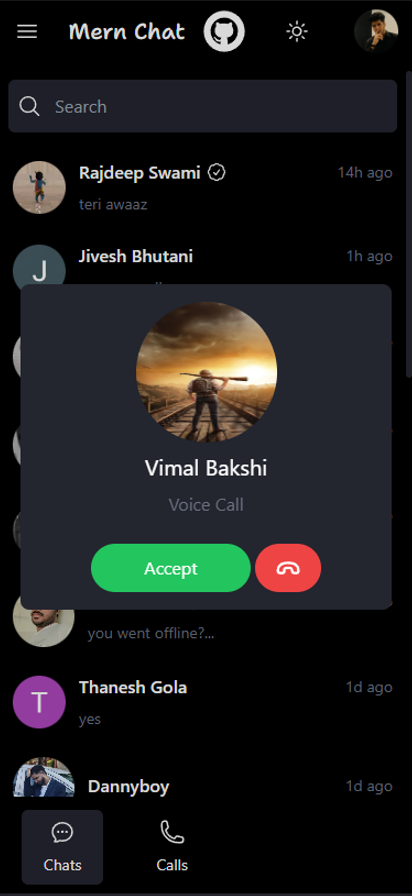 Mern Chat
Search
Rajdeep Swami
14h ago
teri awaaz
Jivesh Bhutani
1h ago
J
Vimal Bakshi
Voice Call
Accept
you went offline?...
T
Thanesh Gola
1d ago
yes
Dannyboy
1d ago
Chats
Calls